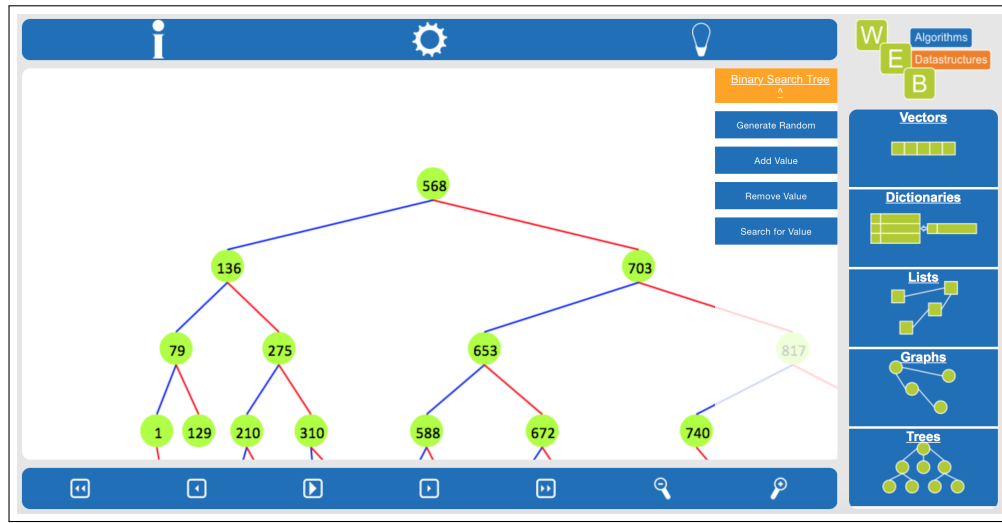 W
E
B
Algorithms
Datastructures
Binary Search Tree
^
Generate Random
Add Value
Remove Value
Search for Value
568
136
703
79
275
653
817
1
129
210
310
588
672
740
Vectors
Dictionaries
Lists
Graphs
Trees